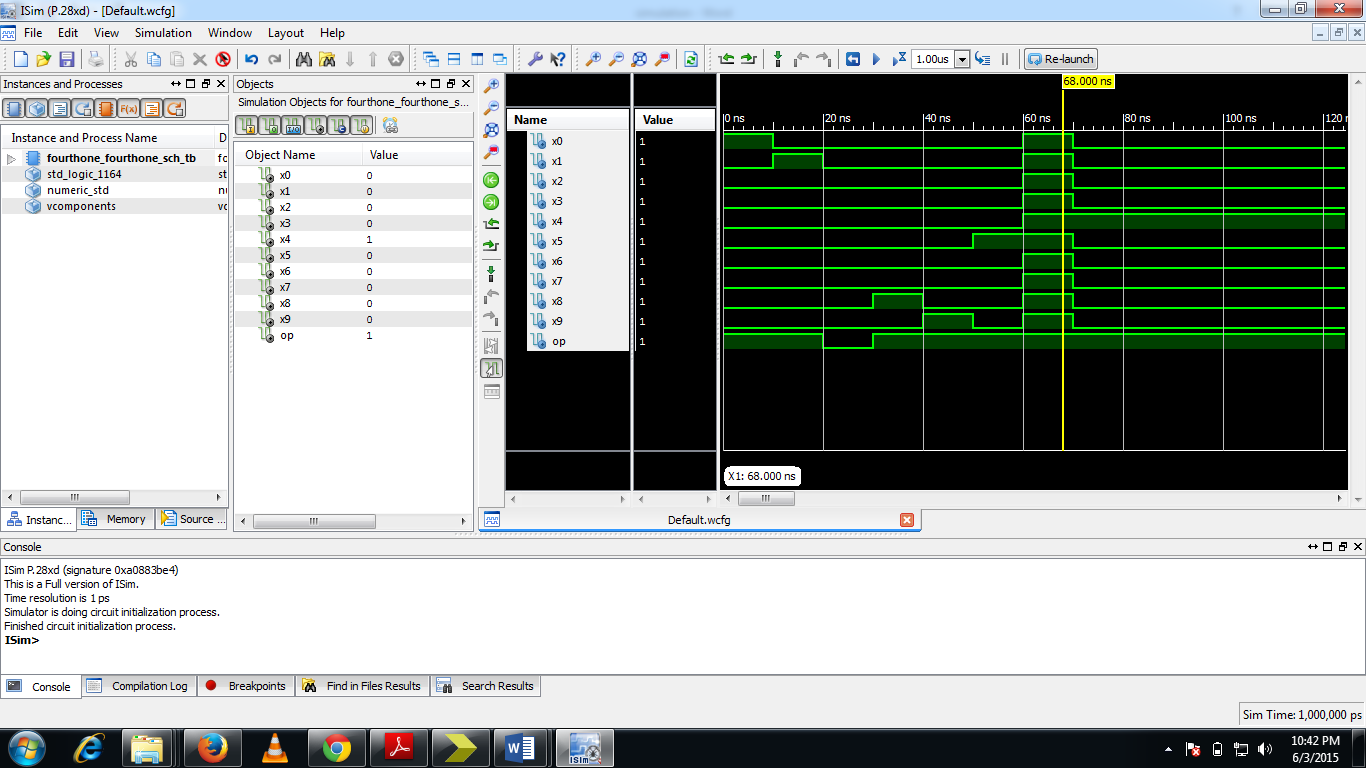 ISim (P.28xd) - [Default.wcfg]
File Edit View Simulation Window Layout Help
1.00us Re-launch
Instances and Processes
Instance and Process Name D
fourthone_fourthone_sch_tb fo
std_logic_1164 st
numeric_std nu
vcomponents vc
Instanc... Memory Source ...
Objects
Simulation Objects for fourthone_fourthone_s...
Object Name Value
x0 0
x1 0
x2 0
x3 0
x4 1
x5 0
x6 0
x7 0
x8 0
x9 0
op 1
Name Value
x0 1
x1 1
x2 1
x3 1
x4 1
x5 1
x6 1
x7 1
x8 1
x9 1
op 1
68.000 ns
0 ns 20 ns 40 ns 60 ns 80 ns 100 ns 120 n
X1: 68.000 ns
Default.wcfg
Console
ISim P.28xd (signature 0xa0883be4)
This is a Full version of ISim.
Time resolution is 1 ps
Simulator is doing circuit initialization process.
Finished circuit initialization process.
ISim>
Console Compilation Log Breakpoints Find in Files Results Search Results
Sim Time: 1,000,000 ps
ISim
10:42 PM
6/3/2015